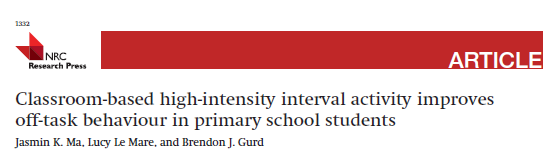 1332
NRC
Research Press
ARTICLE
Classroom-based high-intensity interval activity improves
off-task behaviour in primary school students
Jasmin K. Ma, Lucy Le Mare, and Brendon J. Gurd